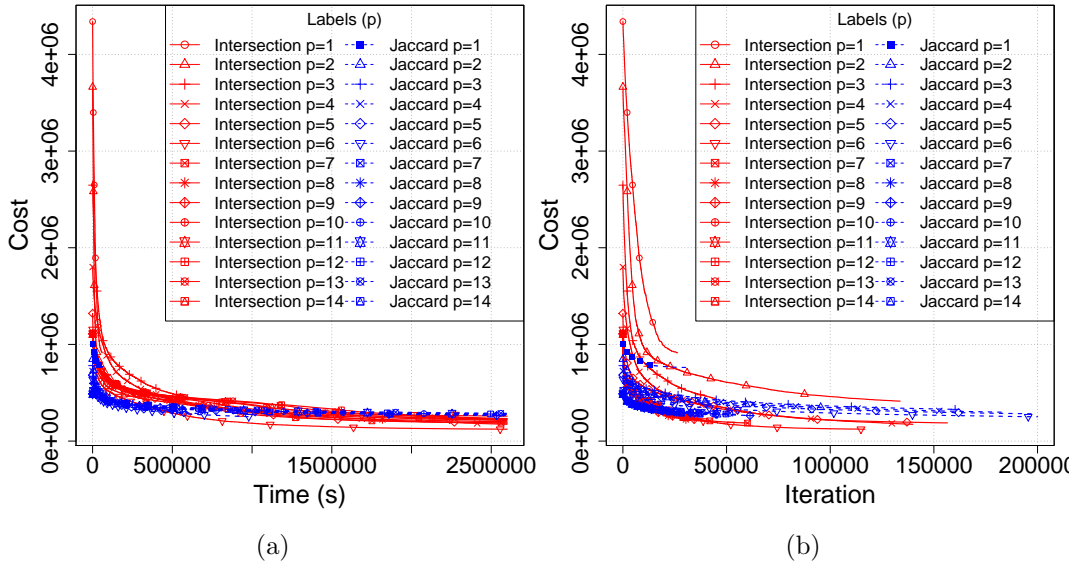 Labels (p)
Intersection p=1 Jaccard p=1
Intersection p=2 Jaccard p=2
Intersection p=3 Jaccard p=3
Intersection p=4 Jaccard p=4
Intersection p=5 Jaccard p=5
Intersection p=6 Jaccard p=6
Intersection p=7 Jaccard p=7
Intersection p=8 Jaccard p=8
Intersection p=9 Jaccard p=9
Intersection p=10 Jaccard p=10
Intersection p=11 Jaccard p=11
Intersection p=12 Jaccard p=12
Intersection p=13 Jaccard p=13
Intersection p=14 Jaccard p=14
Cost
4e+06
3e+06
2e+06
1e+06
0e+00
0 500000 1500000 2500000
Time (s)
(a)
Labels (p)
Intersection p=1 Jaccard p=1
Intersection p=2 Jaccard p=2
Intersection p=3 Jaccard p=3
Intersection p=4 Jaccard p=4
Intersection p=5 Jaccard p=5
Intersection p=6 Jaccard p=6
Intersection p=7 Jaccard p=7
Intersection p=8 Jaccard p=8
Intersection p=9 Jaccard p=9
Intersection p=10 Jaccard p=10
Intersection p=11 Jaccard p=11
Intersection p=12 Jaccard p=12
Intersection p=13 Jaccard p=13
Intersection p=14 Jaccard p=14
Cost
4e+06
3e+06
2e+06
1e+06
0e+00
0 50000 100000 150000 200000
Iteration
(b)